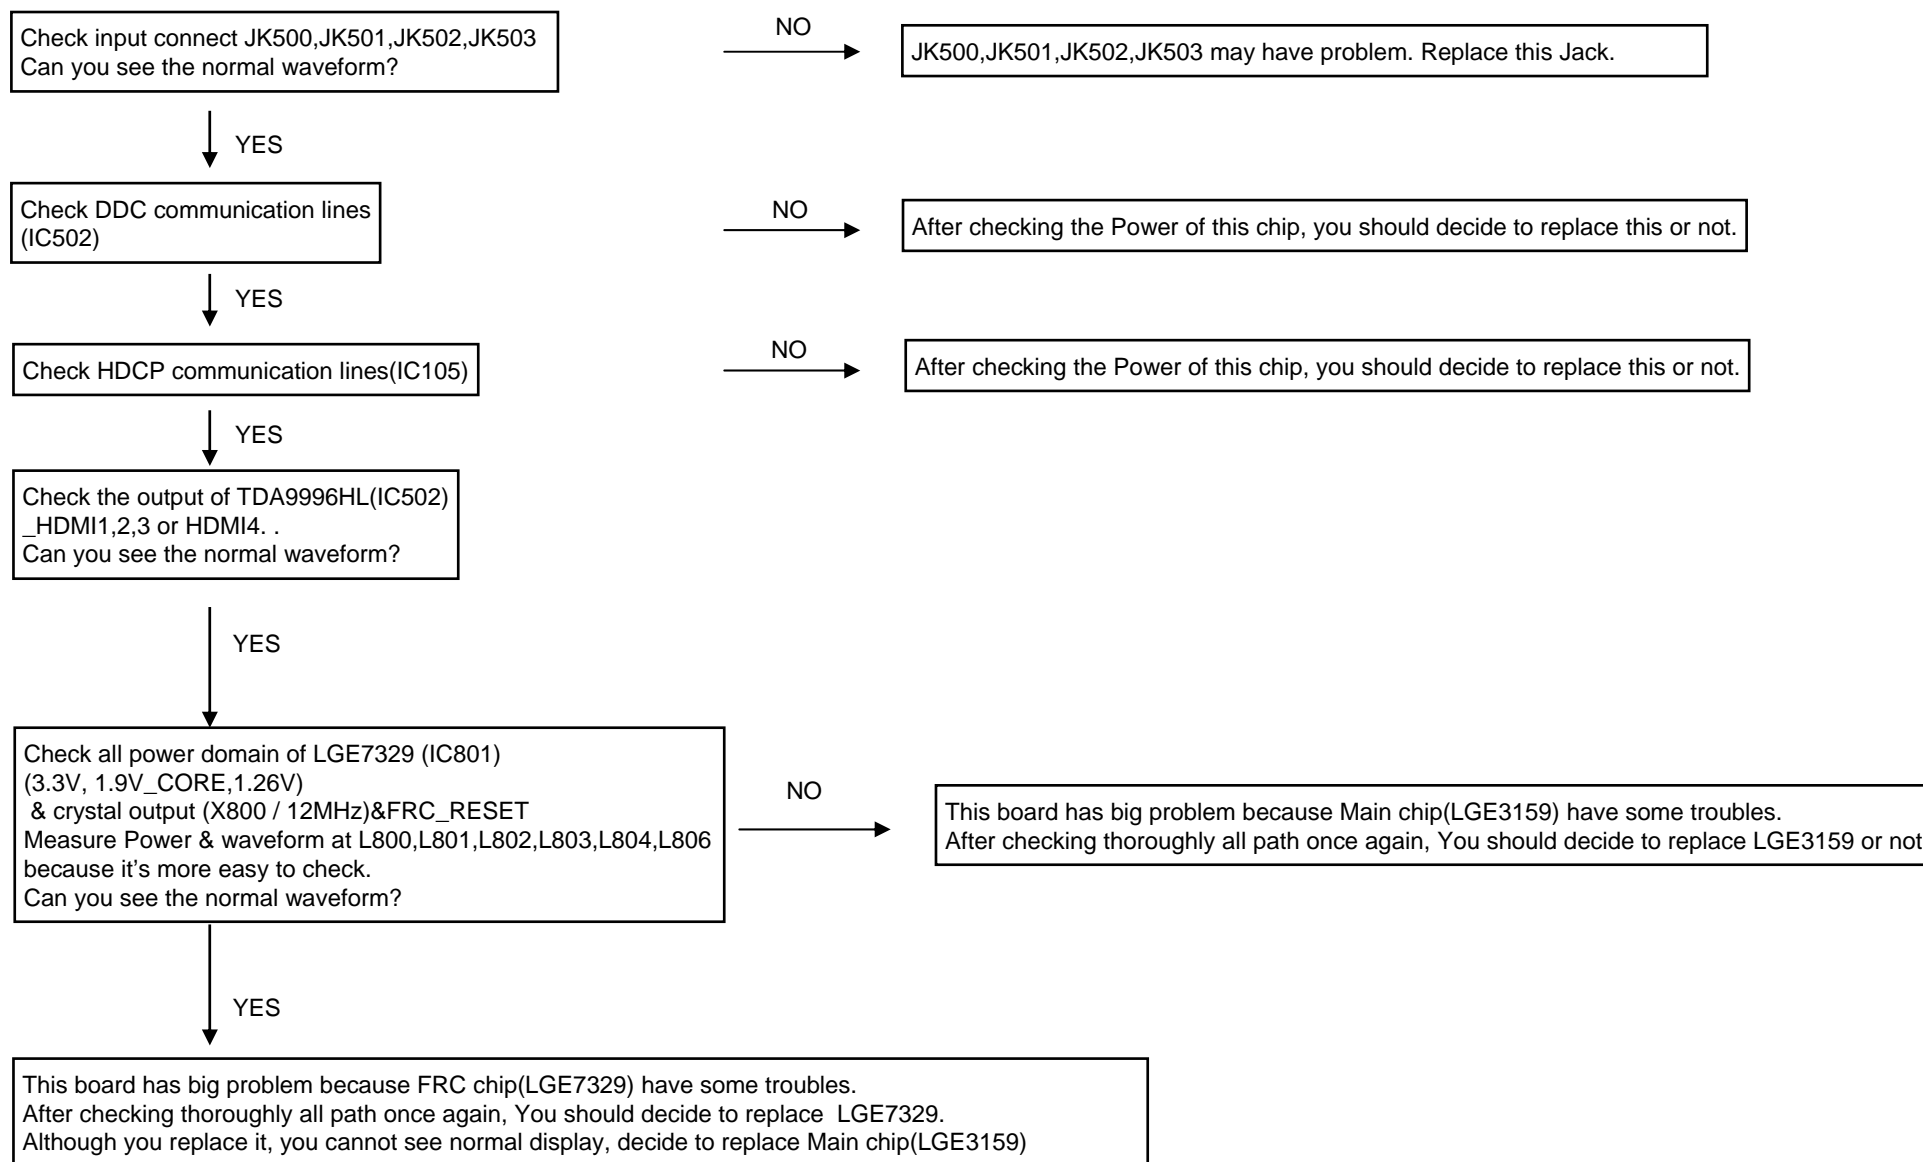 Check input connect JK500,JK501,JK502,JK503
Can you see the normal waveform?
NO
JK500,JK501,JK502,JK503 may have problem. Replace this Jack.
YES
Check DDC communication lines
(IC502)
NO
After checking the Power of this chip, you should decide to replace this or not.
YES
Check HDCP communication lines(IC105)
NO
After checking the Power of this chip, you should decide to replace this or not.
YES
Check the output of TDA9996HL(IC502)
_HDMI1,2,3 or HDMI4. .
Can you see the normal waveform?
YES
Check all power domain of LGE7329 (IC801)
(3.3V, 1.9V_CORE,1.26V)
& crystal output (X800 / 12MHz)&FRC_RESET
Measure Power & waveform at L800,L801,L802,L803,L804,L806
because it's more easy to check.
Can you see the normal waveform?
NO
This board has big problem because Main chip(LGE3159) have some troubles.
After checking thoroughly all path once again, You should decide to replace LGE3159 or not
YES
This board has big problem because FRC chip(LGE7329) have some troubles.
After checking thoroughly all path once again, You should decide to replace  LGE7329.
Although you replace it, you cannot see normal display, decide to replace Main chip(LGE3159)